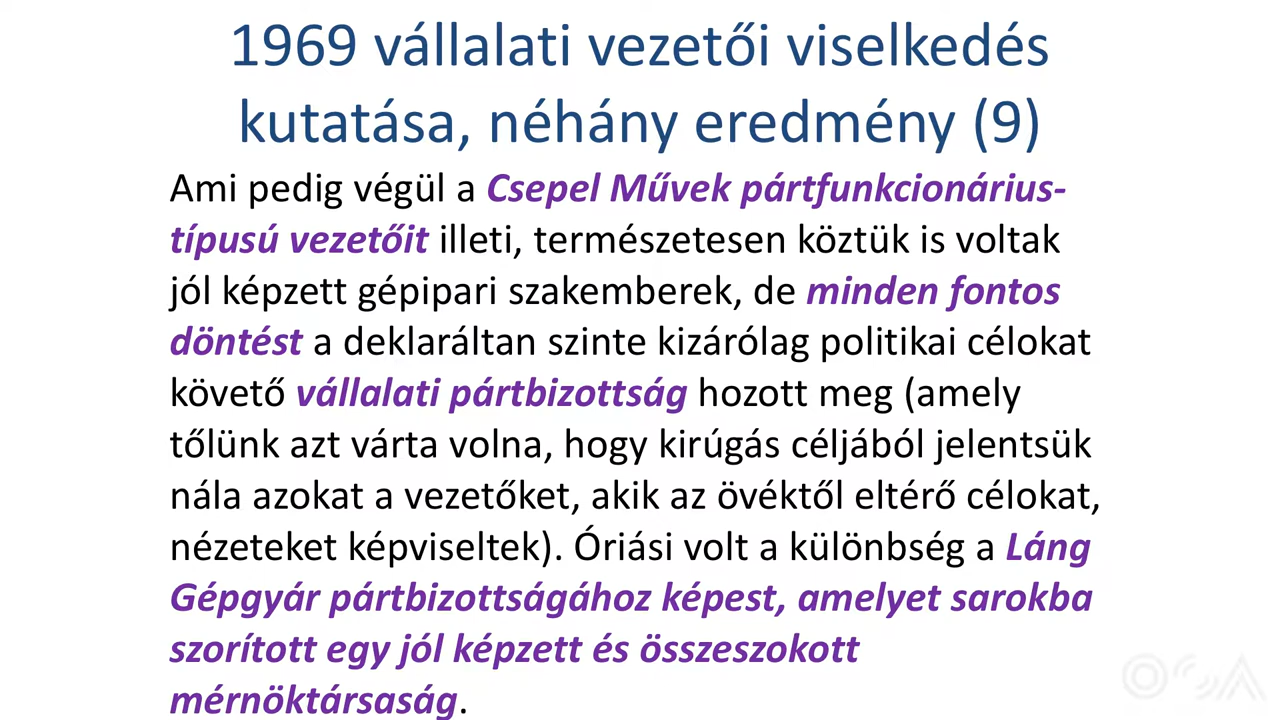 1969 vállalati vezetői viselkedés
kutatása, néhány eredmény (9)
Ami pedig végül a Csepel Művek pártfunkcionárius-
típusú vezetőit illeti, természetesen köztük is voltak
jól képzett gépipari szakemberek, de minden fontos
döntést a deklaráltan szinte kizárólag politikai célokat
követő vállalati pártbizottság hozott meg (amely
tőlünk azt várta volna, hogy kirúgás céljából jelentsük
nála azokat a vezetőket, akik az övéktől eltérő célokat,
nézeteket képviseltek). Óriási volt a különbség a Láng
Gépgyár pártbizottságához képest, amelyet sarokba
szorított egy jól képzett és összeszokott
mérnöktársaság.
OSA